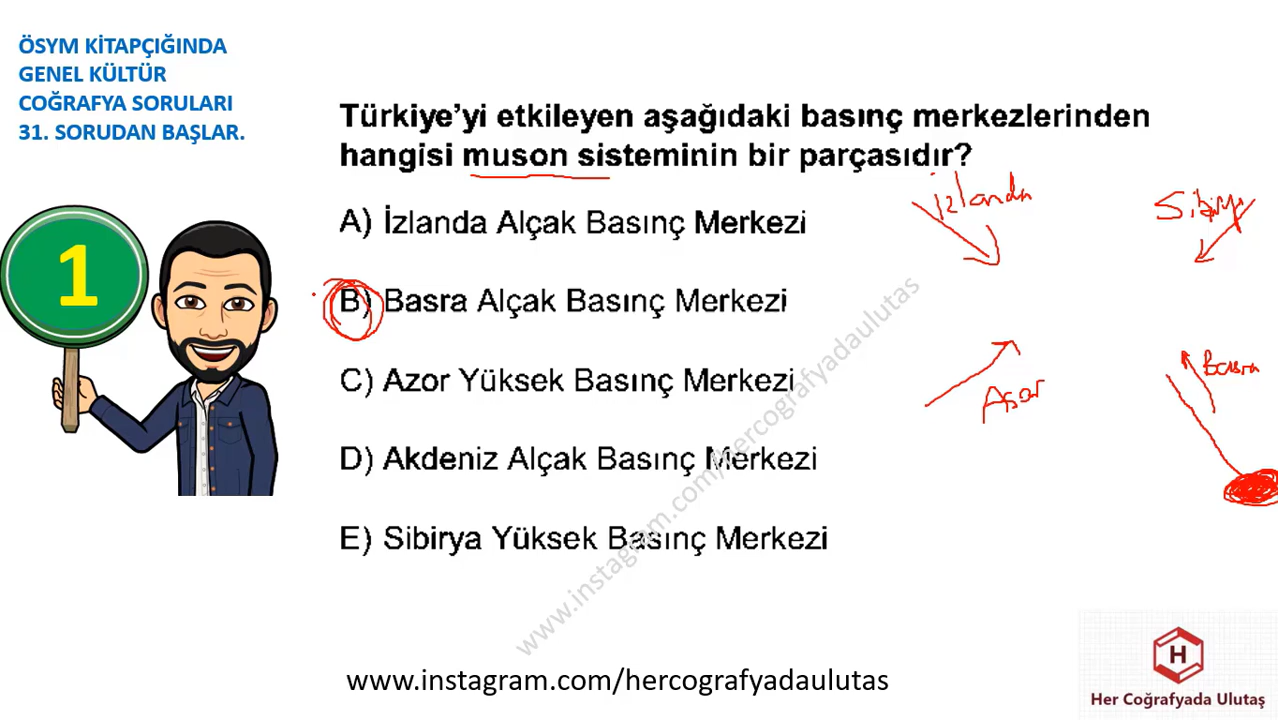 ÖSYM KİTAPÇIĞINDA
GENEL KÜLTÜR
COĞRAFYA SORULARI
31. SORUDAN BAŞLAR.
1
Türkiye'yi etkileyen aşağıdaki basınç merkezlerinden
hangisi muson sisteminin bir parçasıdır?
A) İzlanda Alçak Basınç Merkezi
B) Basra Alçak Basınç Merkezi
C) Azor Yüksek Basınç Merkezi
D) Akdeniz Alçak Basınç Merkezi
E) Sibirya Yüksek Basınç Merkezi
İzlanda
Sibirya
Basra
Asor
www.instagram.com/hercografyadaulutas
www.instagram.com/hercografyadaulutas
H
Her Coğrafyada Ulutaş